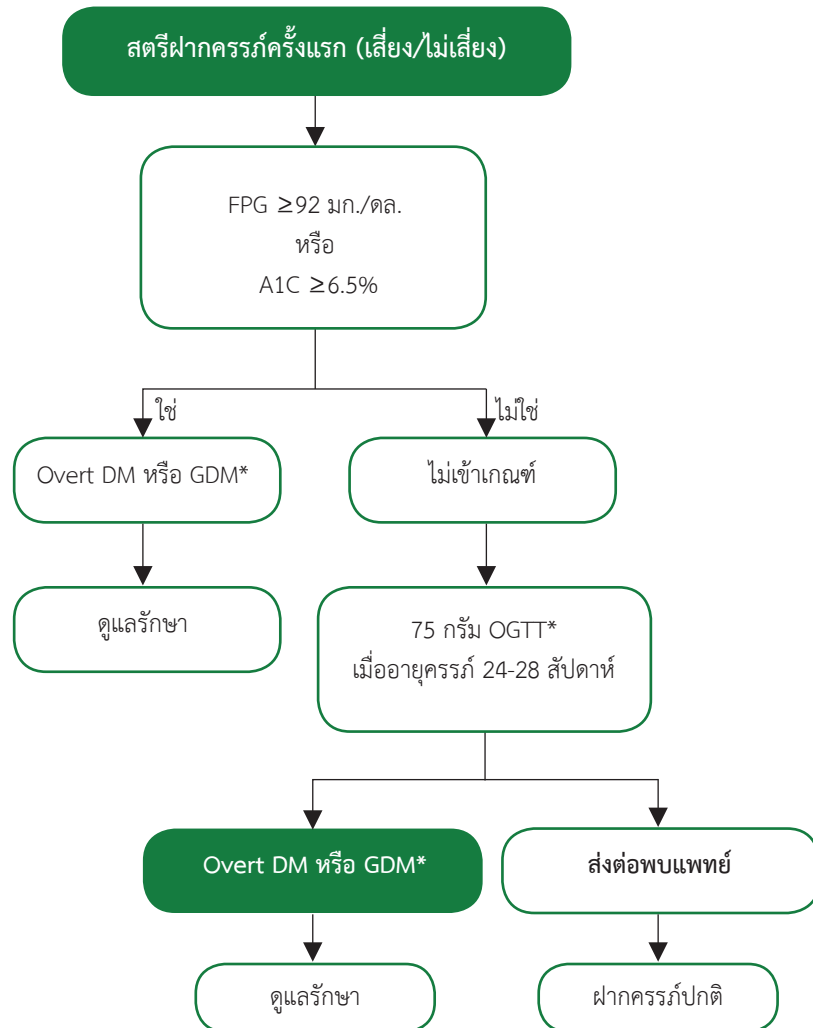 สตรีฝากครรภ์ครั้งแรก (เสี่ยง/ไม่เสี่ยง)
FPG ≥92 มก./ดล.
หรือ
A1C ≥6.5%
ใช่
ไม่ใช่
Overt DM หรือ GDM*
ไม่เข้าเกณฑ์
ดูแลรักษา
75 กรัม OGTT*
เมื่ออายุครรภ์ 24-28 สัปดาห์
Overt DM หรือ GDM*
ส่งต่อพบแพทย์
ดูแลรักษา
ฝากครรภ์ปกติ